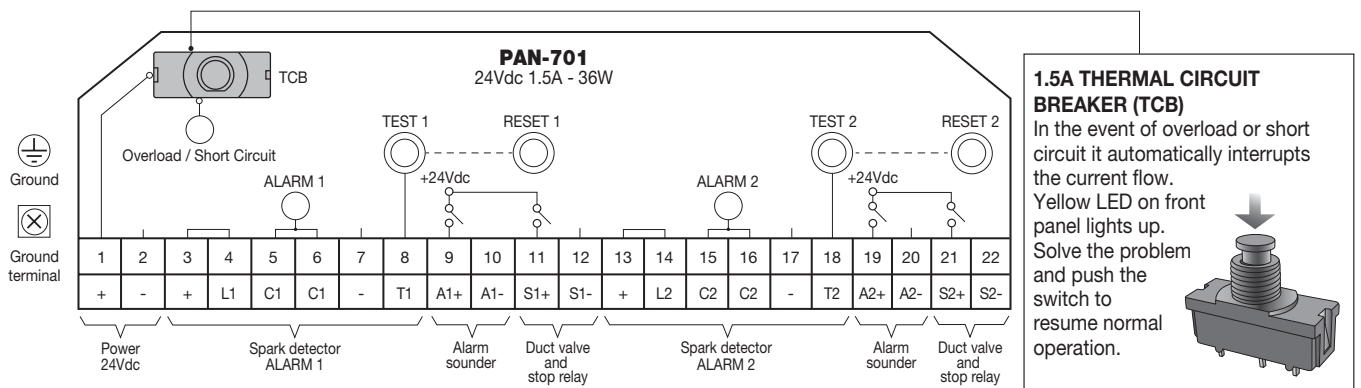 PAN-701
24Vdc 1.5A - 36W
TCB
Overload / Short Circuit
TEST 1
RESET 1
TEST 2
RESET 2
ALARM 1
+24Vdc
ALARM 2
+24Vdc
Ground
Ground
terminal
1 2 3 4 5 6 7 8 9 10 11 12 13 14 15 16 17 18 19 20 21 22
+ - + L1 C1 C1 - T1 A1+ A1- S1+ S1- + L2 C2 C2 - T2 A2+ A2- S2+ S2-
Power
24Vdc
Spark detector
ALARM 1
Alarm
sounder
Duct valve
and
stop relay
Spark detector
ALARM 2
Alarm
sounder
Duct valve
and
stop relay
1.5A THERMAL CIRCUIT
BREAKER (TCB)
In the event of overload or short
circuit it automatically interrupts
the current flow.
Yellow LED on front
panel lights up.
Solve the problem
and push the
switch to
resume normal
operation.